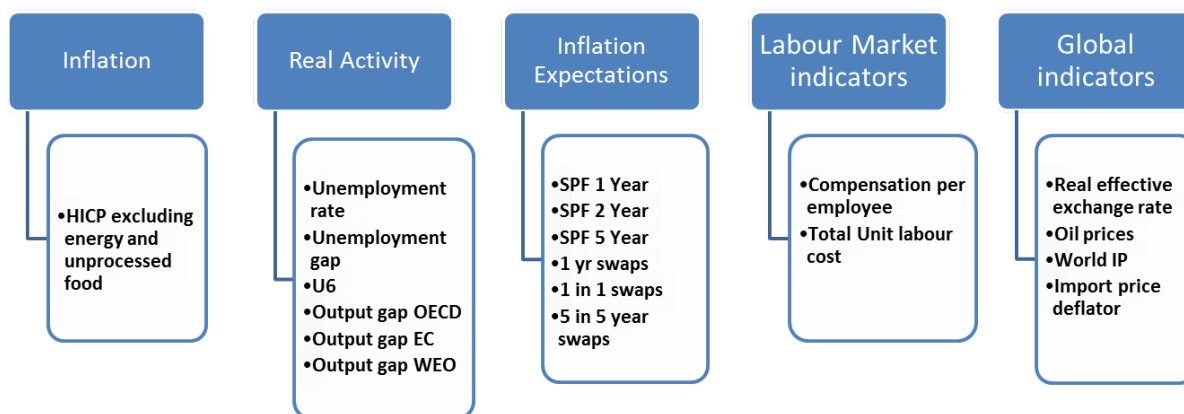 Inflation
•HICP excluding
energy and
unprocessed
food
Real Activity
•Unemployment
rate
•Unemployment
gap
•U6
•Output gap OECD
•Output gap EC
•Output gap WEO
Inflation
Expectations
•SPF 1 Year
•SPF 2 Year
•SPF 5 Year
•1 yr swaps
•1 in 1 swaps
•5 in 5 year
swaps
Labour Market
indicators
•Compensation per
employee
•Total Unit labour
cost
Global
indicators
•Real effective
exchange rate
•Oil prices
•World IP
•Import price
deflator